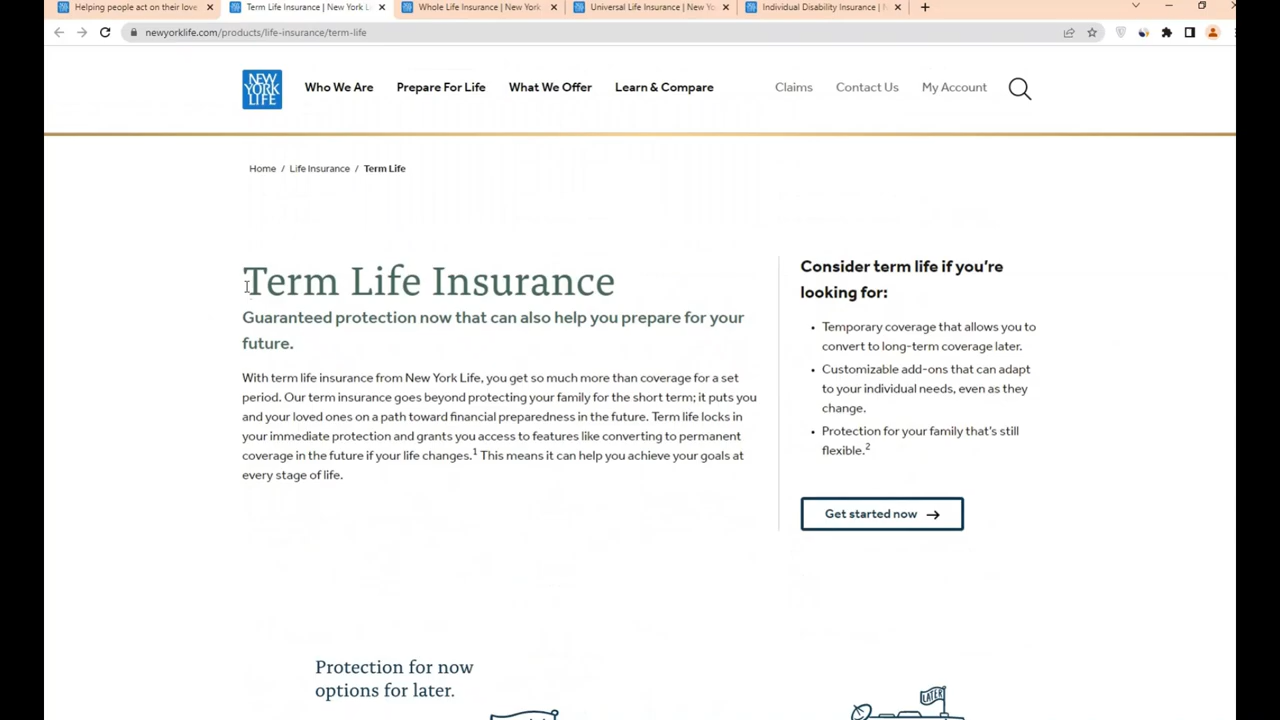 Helping people act on their love
Term Life Insurance | New York L
Whole Life Insurance | New York
Universal Life Insurance | New Yo
Individual Disability Insurance | N
newyorklife.com/products/life-insurance/term-life
NEW
YORK
LIFE
Who We Are
Prepare For Life
What We Offer
Learn & Compare
Claims
Contact Us
My Account
Home / Life Insurance / Term Life
Term Life Insurance
Guaranteed protection now that can also help you prepare for your
future.
With term life insurance from New York Life, you get so much more than coverage for a set
period. Our term insurance goes beyond protecting your family for the short term; it puts you
and your loved ones on a path toward financial preparedness in the future. Term life locks in
your immediate protection and grants you access to features like converting to permanent
coverage in the future if your life changes.1 This means it can help you achieve your goals at
every stage of life.
Consider term life if you're
looking for:
• Temporary coverage that allows you to
convert to long-term coverage later.
• Customizable add-ons that can adapt
to your individual needs, even as they
change.
• Protection for your family that's still
flexible.2
Get started now →
Protection for now
options for later.
LATER